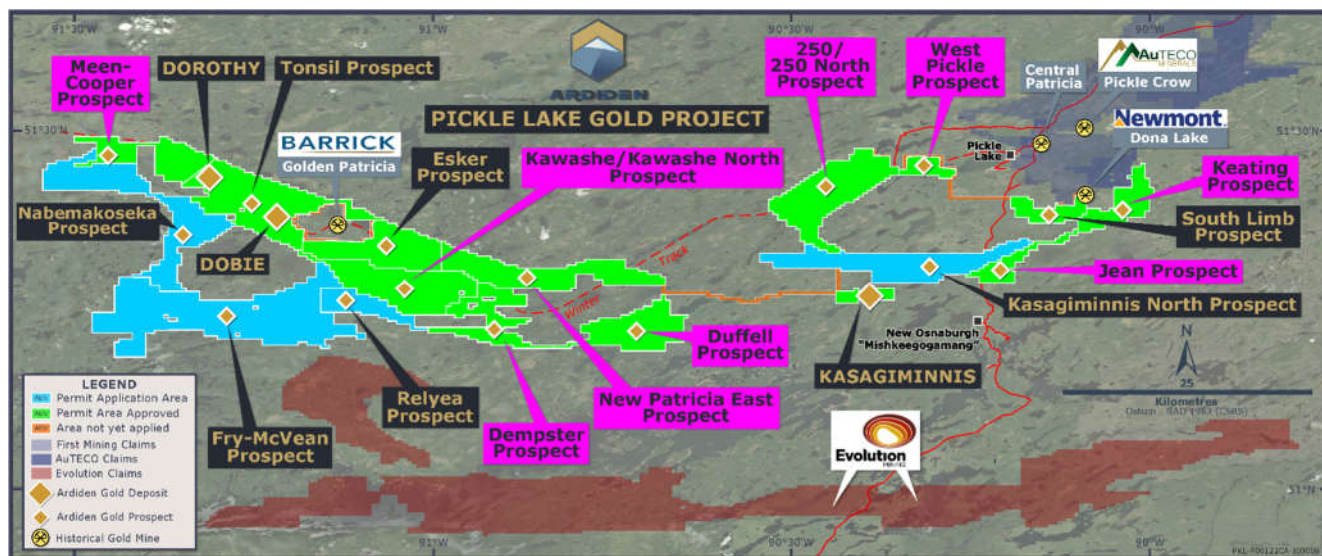 91°30'W
91°W
90°30'W
90°W
Meen-
Cooper
Prospect
DOROTHY
Tonsil Prospect
ARDIDEN
PICKLE LAKE GOLD PROJECT
250/
250 North
Prospect
West
Pickle
Prospect
Central
Patricia
AuTECO
MINERALS
Pickle Crow
Newmont
Dona Lake
51°30'N
51°30'N
BARRICK
Golden Patricia
Esker
Prospect
Kawashe/Kawashe North
Prospect
Pickle
Lake
Keating
Prospect
South Limb
Prospect
Nabemakoseka
Prospect
DOBIE
Winter Track
Jean Prospect
Kasagiminnis North Prospect
New Osnaburgh
"Mishkeegogamang"
Duffell
Prospect
KASAGIMINNIS
N
25
Kilometres
Datum : NAD 1983 (CSRS)
Relyea
Prospect
New Patricia East
Prospect
Fry-McVean
Prospect
Dempster
Prospect
Evolution
MINING
LEGEND
Permit Application Area
Permit Area Approved
Area not yet applied
First Mining Claims
AuTECO Claims
Evolution Claims
Ardiden Gold Deposit
Ardiden Gold Prospect
Historical Gold Mine
51°N
91°W
90°30'W
90°W